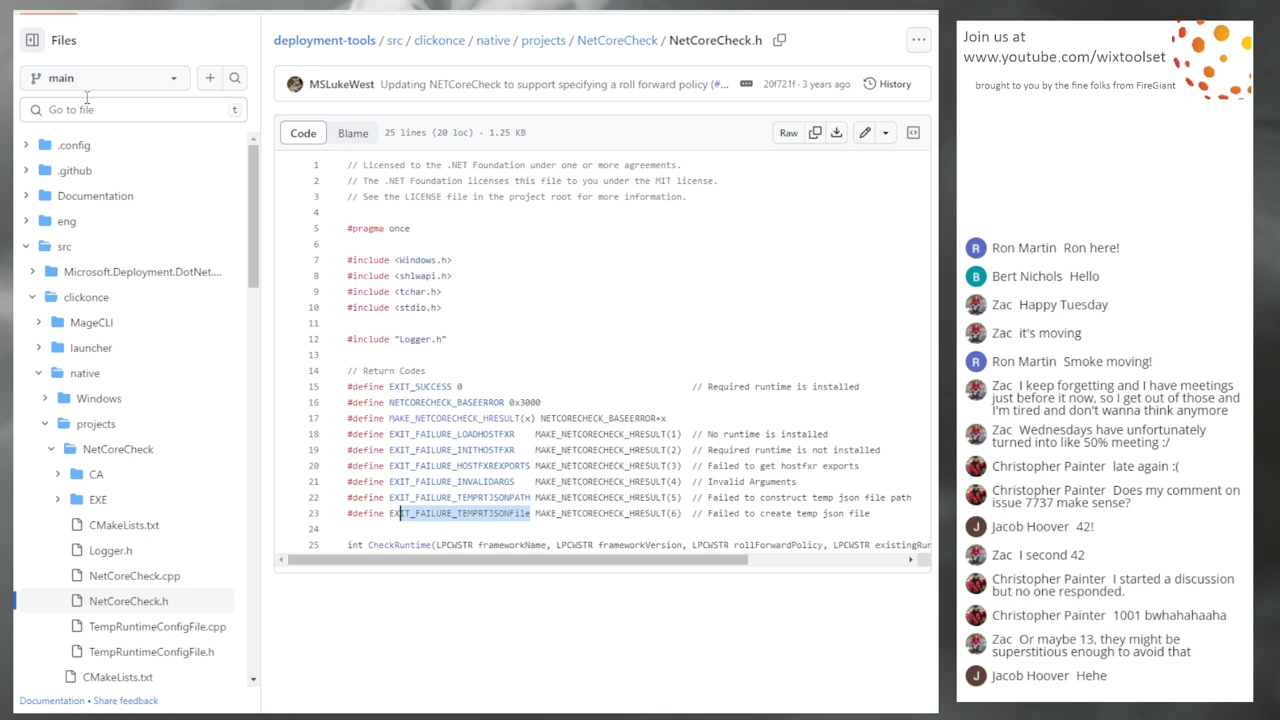 Files
main
Go to file
t
.config
.github
Documentation
eng
src
Microsoft.Deployment.DotNet....
clickonce
MageCLI
launcher
native
Windows
projects
NetCoreCheck
CA
EXE
CMakeLists.txt
Logger.h
NetCoreCheck.cpp
NetCoreCheck.h
TempRuntimeConfigFile.cpp
TempRuntimeConfigFile.h
CMakeLists.txt
Documentation • Share feedback
deployment-tools / src / clickonce / native / projects / NetCoreCheck / NetCoreCheck.h
MSLukeWest Updating NETCoreCheck to support specifying a roll forward policy (#... 20f721f · 3 years ago History
Code Blame 25 lines (20 loc) · 1.25 KB Raw
1 // Licensed to the .NET Foundation under one or more agreements.
2 // The .NET Foundation licenses this file to you under the MIT license.
3 // See the LICENSE file in the project root for more information.
4
5 #pragma once
6
7 #include <Windows.h>
8 #include <shlwapi.h>
9 #include <tchar.h>
10 #include <stdio.h>
11
12 #include "Logger.h"
13
14 // Return Codes
15 #define EXIT_SUCCESS 0 // Required runtime is installed
16 #define NETCORECHECK_BASEERROR 0x3000
17 #define MAKE_NETCORECHECK_HRESULT(x) NETCORECHECK_BASEERROR+x
18 #define EXIT_FAILURE_LOADHOSTFXR MAKE_NETCORECHECK_HRESULT(1) // No runtime is installed
19 #define EXIT_FAILURE_INITHOSTFXR MAKE_NETCORECHECK_HRESULT(2) // Required runtime is not installed
20 #define EXIT_FAILURE_HOSTFXREXPORTS MAKE_NETCORECHECK_HRESULT(3) // Failed to get hostfxr exports
21 #define EXIT_FAILURE_INVALIDARGS MAKE_NETCORECHECK_HRESULT(4) // Invalid Arguments
22 #define EXIT_FAILURE_TEMPRTJSONPATH MAKE_NETCORECHECK_HRESULT(5) // Failed to construct temp json file path
23 #define EXIT_FAILURE_TEMPRTJSONFile MAKE_NETCORECHECK_HRESULT(6) // Failed to create temp json file
24
25 int CheckRuntime(LPCWSTR frameworkName, LPCWSTR frameworkVersion, LPCWSTR rollForwardPolicy, LPCWSTR existingRun
Join us at
www.youtube.com/wixtoolset
brought to you by the fine folks from FireGiant
R Ron Martin Ron here!
B Bert Nichols Hello
Zac Happy Tuesday
Zac it's moving
R Ron Martin Smoke moving!
Zac I keep forgetting and I have meetings
just before it now, so I get out of those and
I'm tired and don't wanna think anymore
Zac Wednesdays have unfortunately
turned into like 50% meeting :/
Christopher Painter late again :(
Christopher Painter Does my comment on
issue 7737 make sense?
J Jacob Hoover 42!
Zac I second 42
Christopher Painter I started a discussion
but no one responded.
Christopher Painter 1001 bwhahahaaha
Zac Or maybe 13, they might be
superstitious enough to avoid that
J Jacob Hoover Hehe